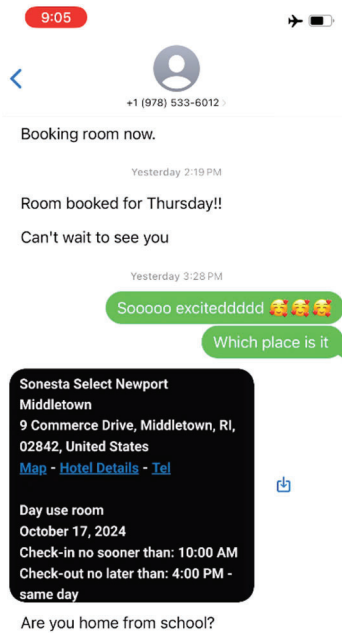 9:05
+1 (978) 533-6012
Booking room now.
Yesterday 2:19 PM
Room booked for Thursday!!
Can't wait to see you
Yesterday 3:28 PM
Sooooo exciteddddd 🥰🥰🥰
Which place is it
Sonesta Select Newport
Middletown
9 Commerce Drive, Middletown, RI,
02842, United States
Map - Hotel Details - Tel
Day use room
October 17, 2024
Check-in no sooner than: 10:00 AM
Check-out no later than: 4:00 PM -
same day
Are you home from school?